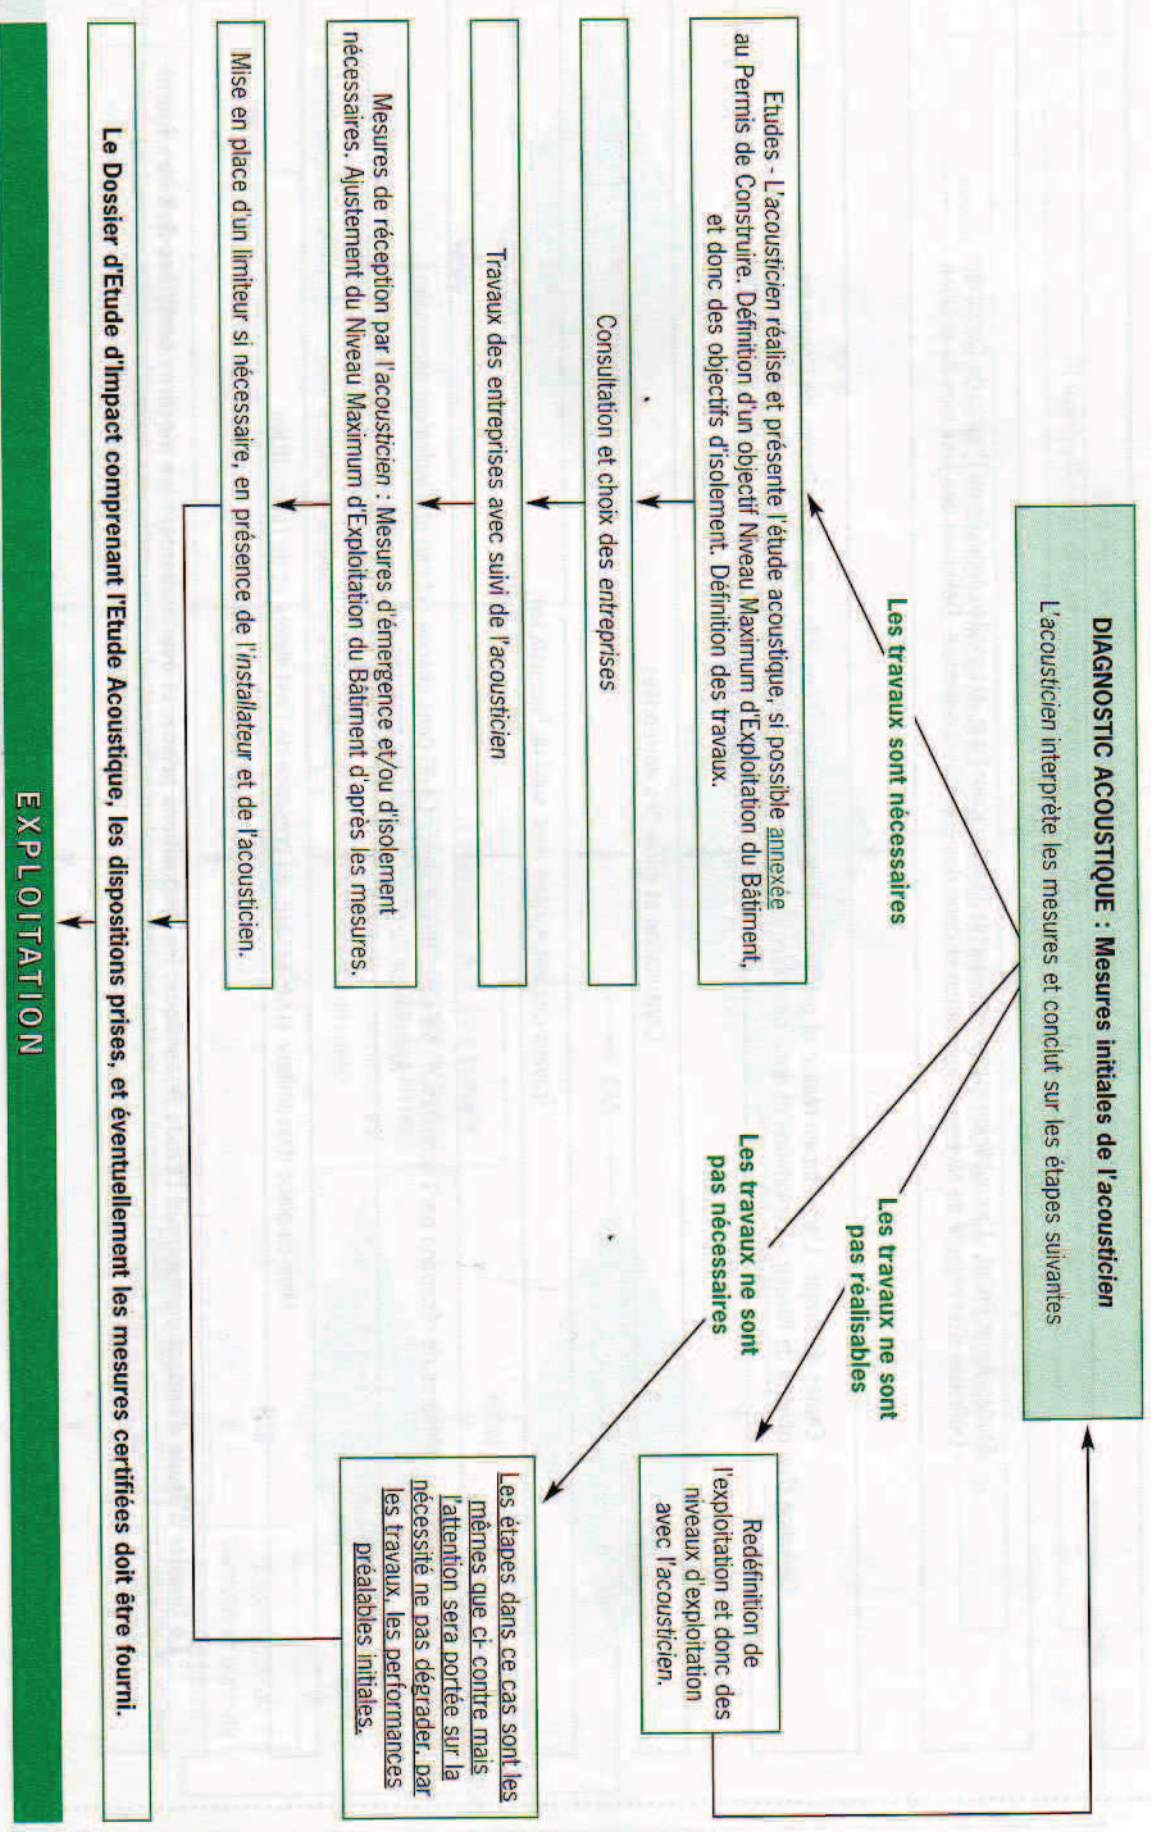 DIAGNOSTIC ACOUSTIQUE : Mesures initiales de l'acousticien
L'acousticien interprète les mesures et conclut sur les étapes suivantes
Les travaux sont nécessaires
Les travaux ne sont
pas réalisables
Les travaux ne sont
pas nécessaires
Etudes - L'acousticien réalise et présente l'étude acoustique, si possible annexée
au Permis de Construire. Définition d'un objectif Niveau Maximum d'Exploitation du Bâtiment,
et donc des objectifs d'isolement. Définition des travaux.
Consultation et choix des entreprises
Travaux des entreprises avec suivi de l'acousticien
Mesures de réception par l'acousticien : Mesures d'émergence et/ou d'isolement
nécessaires. Ajustement du Niveau Maximum d'Exploitation du Bâtiment d'après les mesures.
Mise en place d'un limiteur si nécessaire, en présence de l'installateur et de l'acousticien.
Redéfinition de
l'exploitation et donc des
niveaux d'exploitation
avec l'acousticien.
Les étapes dans ce cas sont les
mêmes que ci- contre mais
l'attention sera portée sur la
nécessité ne pas dégrader, par
les travaux, les performances
préalables initiales.
Le Dossier d'Etude d'Impact comprenant l'Etude Acoustique, les dispositions prises, et éventuellement les mesures certifiées doit être fourni.
EXPLOITATION